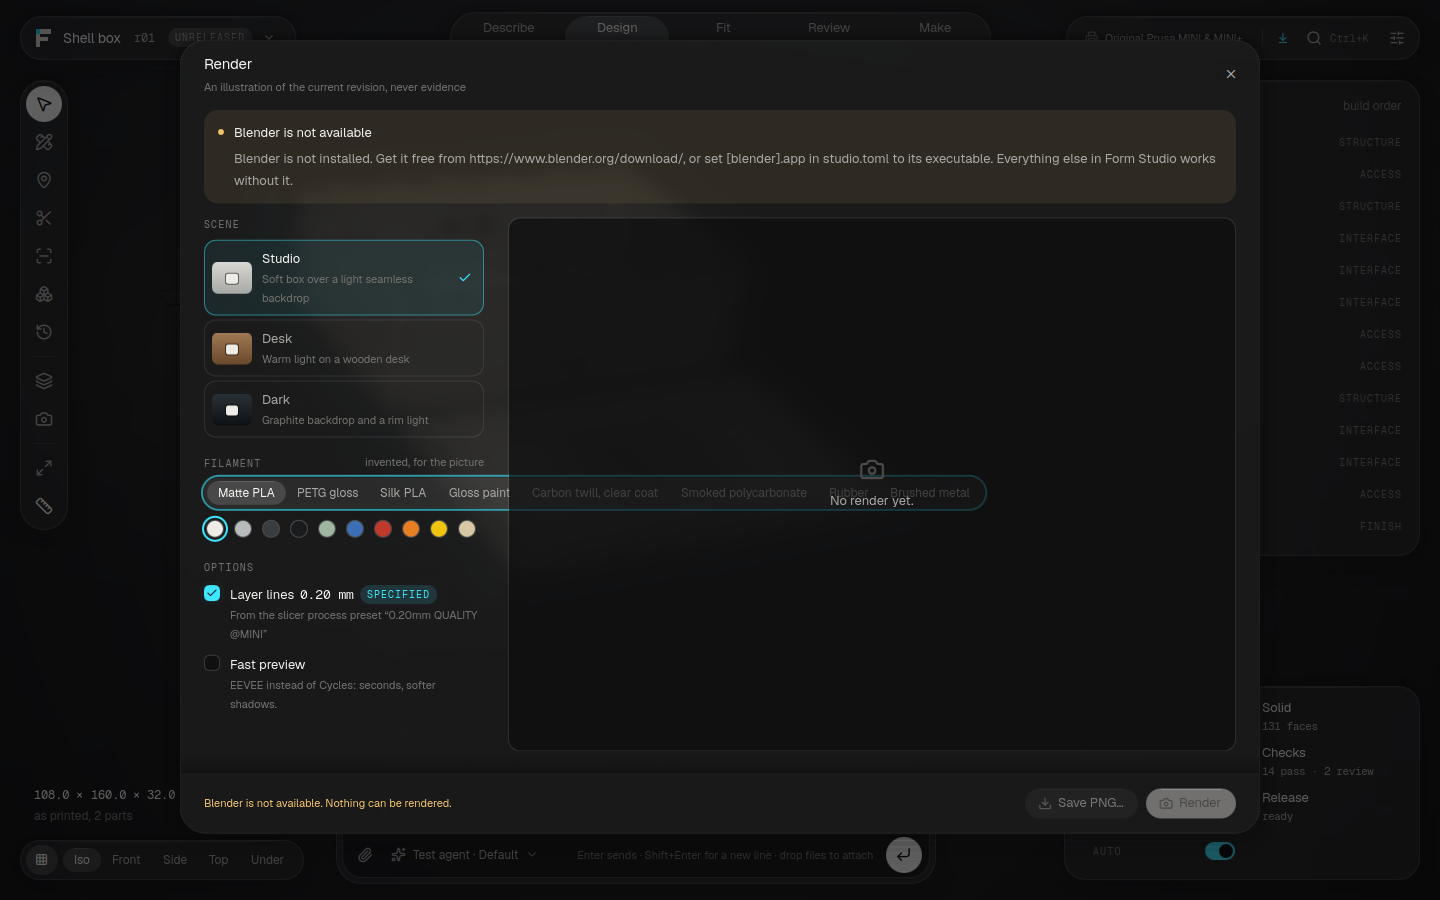 Shell box r01 UNRELEASED
Describe Design Fit Review Make
Original Prusa MINI & MINI+ Ctrl+K
Render
An illustration of the current revision, never evidence
Blender is not available
Blender is not installed. Get it free from https://www.blender.org/download/, or set [blender].app in studio.toml to its executable. Everything else in Form Studio works
without it.
SCENE
Studio
Soft box over a light seamless
backdrop
Desk
Warm light on a wooden desk
Dark
Graphite backdrop and a rim light
FILAMENT invented, for the picture
Matte PLA PETG gloss Silk PLA Gloss paint Carbon twill, clear coat Smoked polycarbonate Rubber Brushed metal
No render yet.
OPTIONS
Layer lines 0.20 mm SPECIFIED
From the slicer process preset “0.20mm QUALITY
@MINI”
Fast preview
EEVEE instead of Cycles: seconds, softer
shadows.
Blender is not available. Nothing can be rendered.
Save PNG... Render
build order
STRUCTURE
ACCESS
STRUCTURE
INTERFACE
INTERFACE
INTERFACE
ACCESS
ACCESS
STRUCTURE
INTERFACE
INTERFACE
ACCESS
FINISH
Solid
131 faces
Checks
14 pass · 2 review
Release
ready
AUTO
108.0 × 160.0 × 32.0
as printed, 2 parts
Iso Front Side Top Under
Test agent · Default
Enter sends · Shift+Enter for a new line · drop files to attach